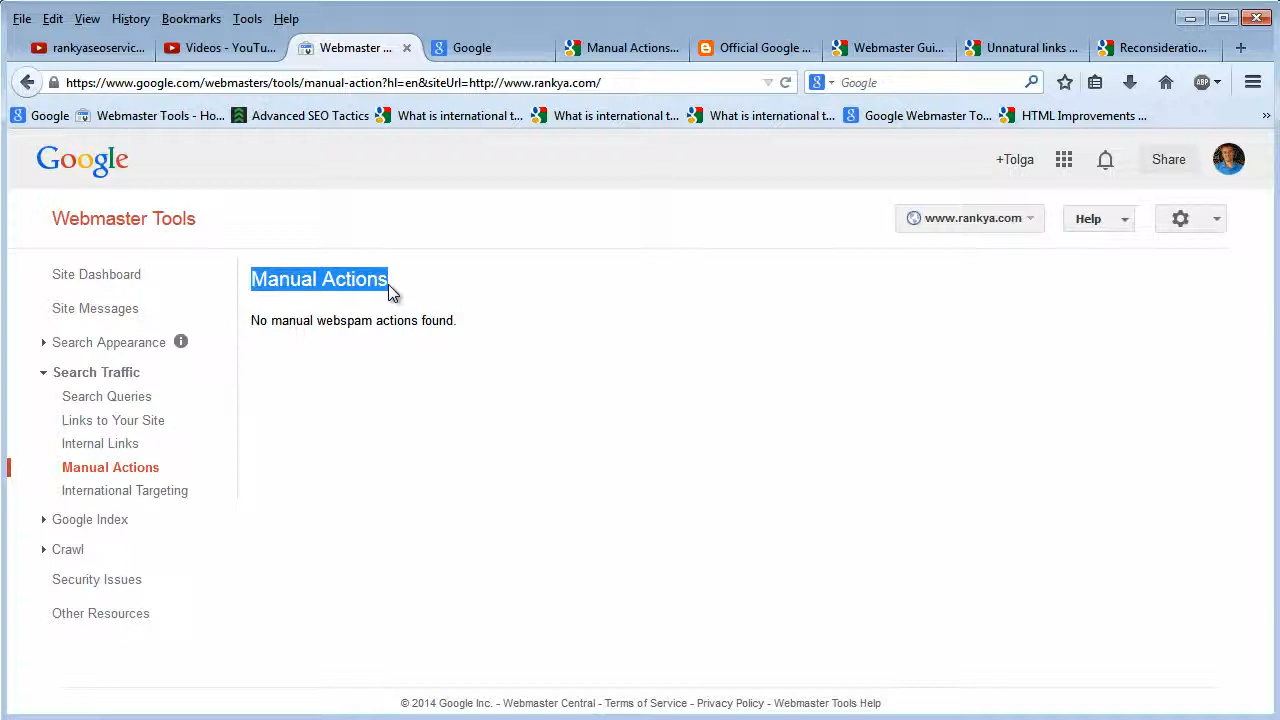 File Edit View History Bookmarks Tools Help
rankyaseoservic... Videos - YouTu... Webmaster ... Google Manual Actions... Official Google ... Webmaster Gui... Unnatural links ... Reconsideratio...
https://www.google.com/webmasters/tools/manual-action?hl=en&siteUrl=http://www.rankya.com/ Google ABP
Google Webmaster Tools - Ho... Advanced SEO Tactics What is international t... What is international t... What is international t... Google Webmaster To... HTML Improvements ...
Google +Tolga Share
Webmaster Tools www.rankya.com Help
Site Dashboard
Manual Actions
Site Messages
No manual webspam actions found.
Search Appearance
Search Traffic
Search Queries
Links to Your Site
Internal Links
Manual Actions
International Targeting
Google Index
Crawl
Security Issues
Other Resources
© 2014 Google Inc. - Webmaster Central - Terms of Service - Privacy Policy - Webmaster Tools Help